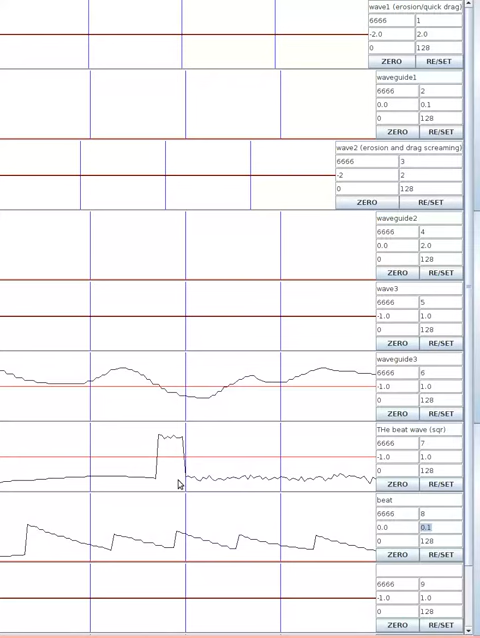 wave1 (erosion/quick drag)
6666 1
-2.0 2.0
0 128
ZERO RE/SET
waveguide1
6666 2
0.0 0.1
0 128
ZERO RE/SET
wave2 (erosion and drag screaming)
6666 3
-2 2
0 128
ZERO RE/SET
waveguide2
6666 4
0.0 2.0
0 128
ZERO RE/SET
wave3
6666 5
-1.0 1.0
0 128
ZERO RE/SET
waveguide3
6666 6
-1.0 1.0
0 128
ZERO RE/SET
THe beat wave (sqr)
6666 7
-1.0 1.0
0 128
ZERO RE/SET
beat
6666 8
0.0 0.1
0 128
ZERO RE/SET
6666 9
-1.0 1.0
0 128
ZERO RE/SET